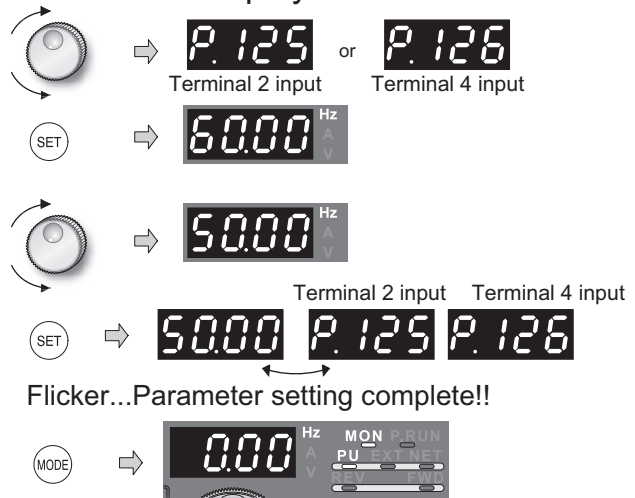 P.125 or P.126
Terminal 2 input Terminal 4 input
SET 60.00 Hz A V
50.00 Hz A V
Terminal 2 input Terminal 4 input
SET 50.00 P.125 P.126
Flicker...Parameter setting complete!!
MODE 0.00 Hz A V MON P.RUN
PU EXT NET
REV FWD